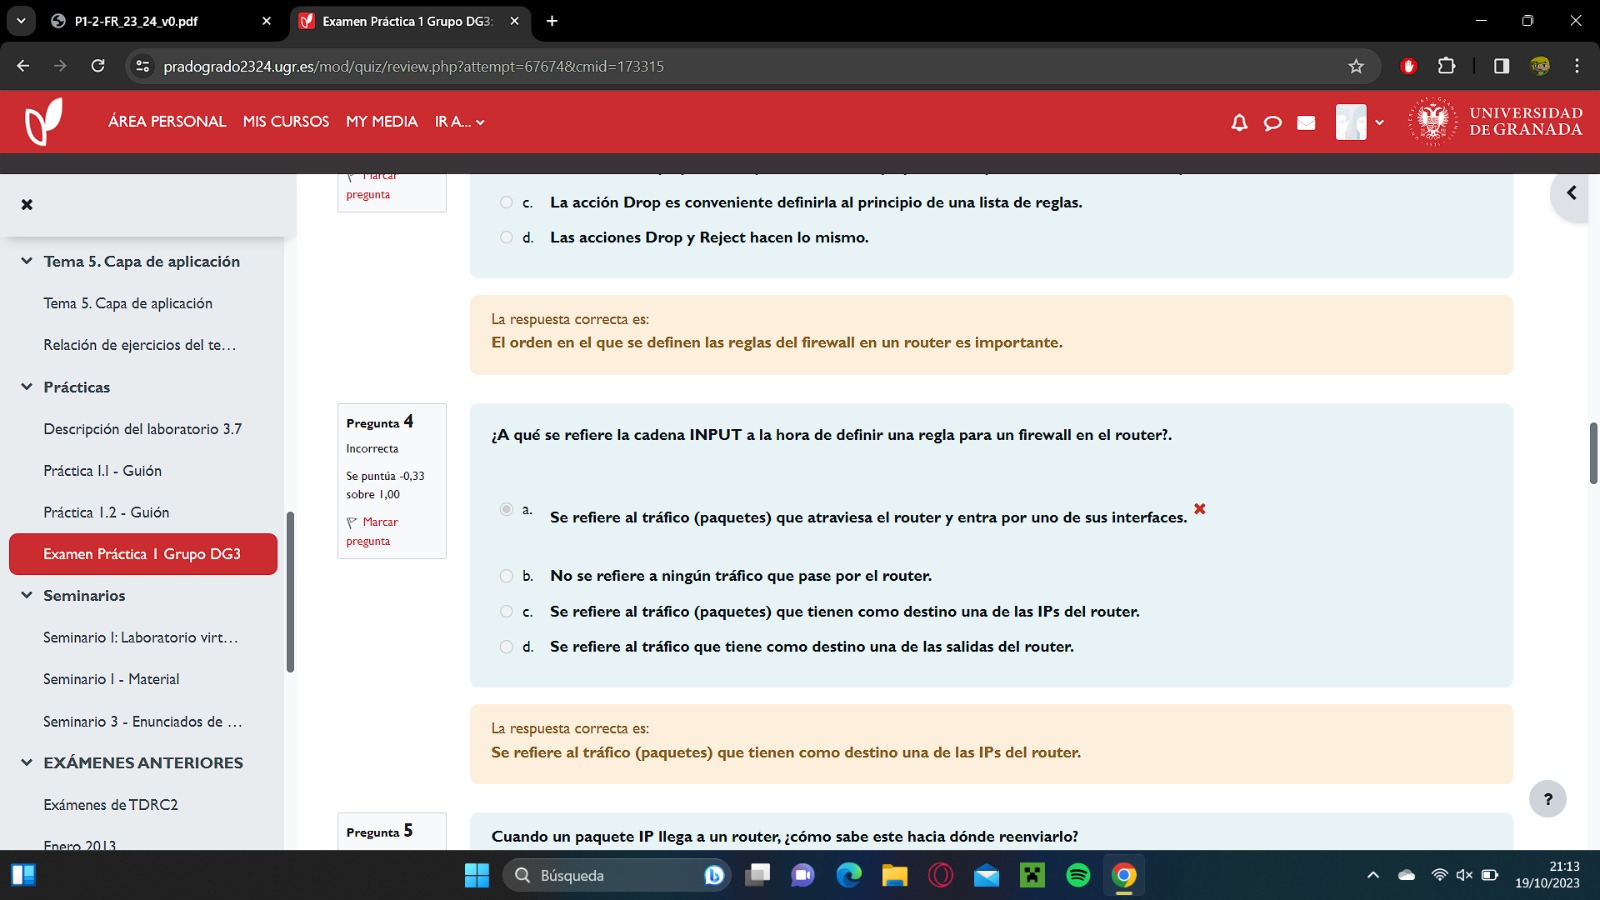 P1-2-FR_23_24_v0.pdf
Examen Práctica 1 Grupo DG3:
pradogrado2324.ugr.es/mod/quiz/review.php?attempt=67674&cmid=173315
ÁREA PERSONAL MIS CURSOS MY MEDIA IR A...
UNIVERSIDAD
DE GRANADA
Tema 5. Capa de aplicación
Tema 5. Capa de aplicación
Relación de ejercicios del te...
Prácticas
Descripción del laboratorio 3.7
Práctica 1.1 - Guión
Práctica 1.2 - Guión
Examen Práctica 1 Grupo DG3
Seminarios
Seminario I: Laboratorio virt...
Seminario I - Material
Seminario 3 - Enunciados de ...
EXÁMENES ANTERIORES
Exámenes de TDRC2
Enero 2013
Marcar
pregunta
c. La acción Drop es conveniente definirla al principio de una lista de reglas.
d. Las acciones Drop y Reject hacen lo mismo.
La respuesta correcta es:
El orden en el que se definen las reglas del firewall en un router es importante.
Pregunta 4
Incorrecta
Se puntúa -0,33
sobre 1,00
Marcar
pregunta
¿A qué se refiere la cadena INPUT a la hora de definir una regla para un firewall en el router?.
a. Se refiere al tráfico (paquetes) que atraviesa el router y entra por uno de sus interfaces.
b. No se refiere a ningún tráfico que pase por el router.
c. Se refiere al tráfico (paquetes) que tienen como destino una de las IPs del router.
d. Se refiere al tráfico que tiene como destino una de las salidas del router.
La respuesta correcta es:
Se refiere al tráfico (paquetes) que tienen como destino una de las IPs del router.
Pregunta 5
Cuando un paquete IP llega a un router, ¿cómo sabe este hacia dónde reenviarlo?
?
Búsqueda
21:13
19/10/2023